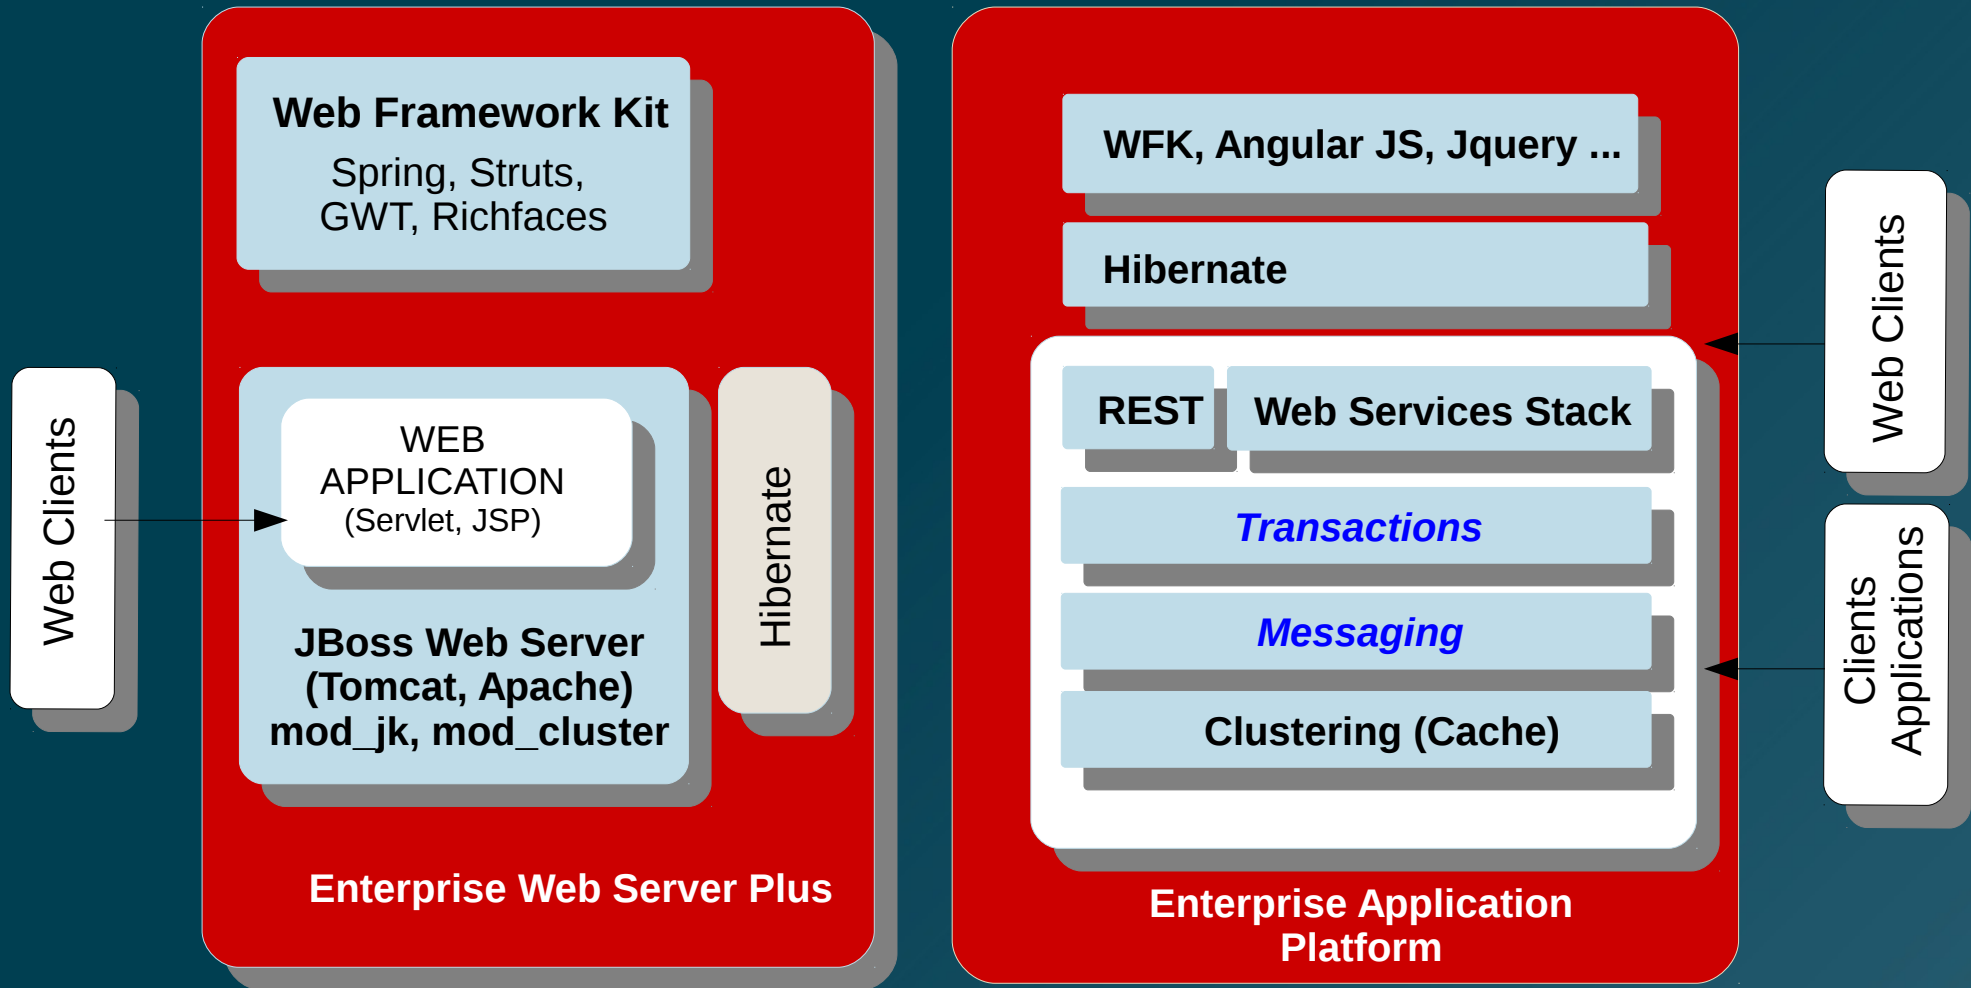 Web Framework Kit
Spring, Struts,
GWT, Richfaces
Web Clients
WEB
APPLICATION
(Servlet, JSP)
JBoss Web Server
(Tomcat, Apache)
mod_jk, mod_cluster
Hibernate
Enterprise Web Server Plus
WFK, Angular JS, Jquery ...
Hibernate
REST
Web Services Stack
Transactions
Messaging
Clustering (Cache)
Enterprise Application
Platform
Web Clients
Clients
Applications